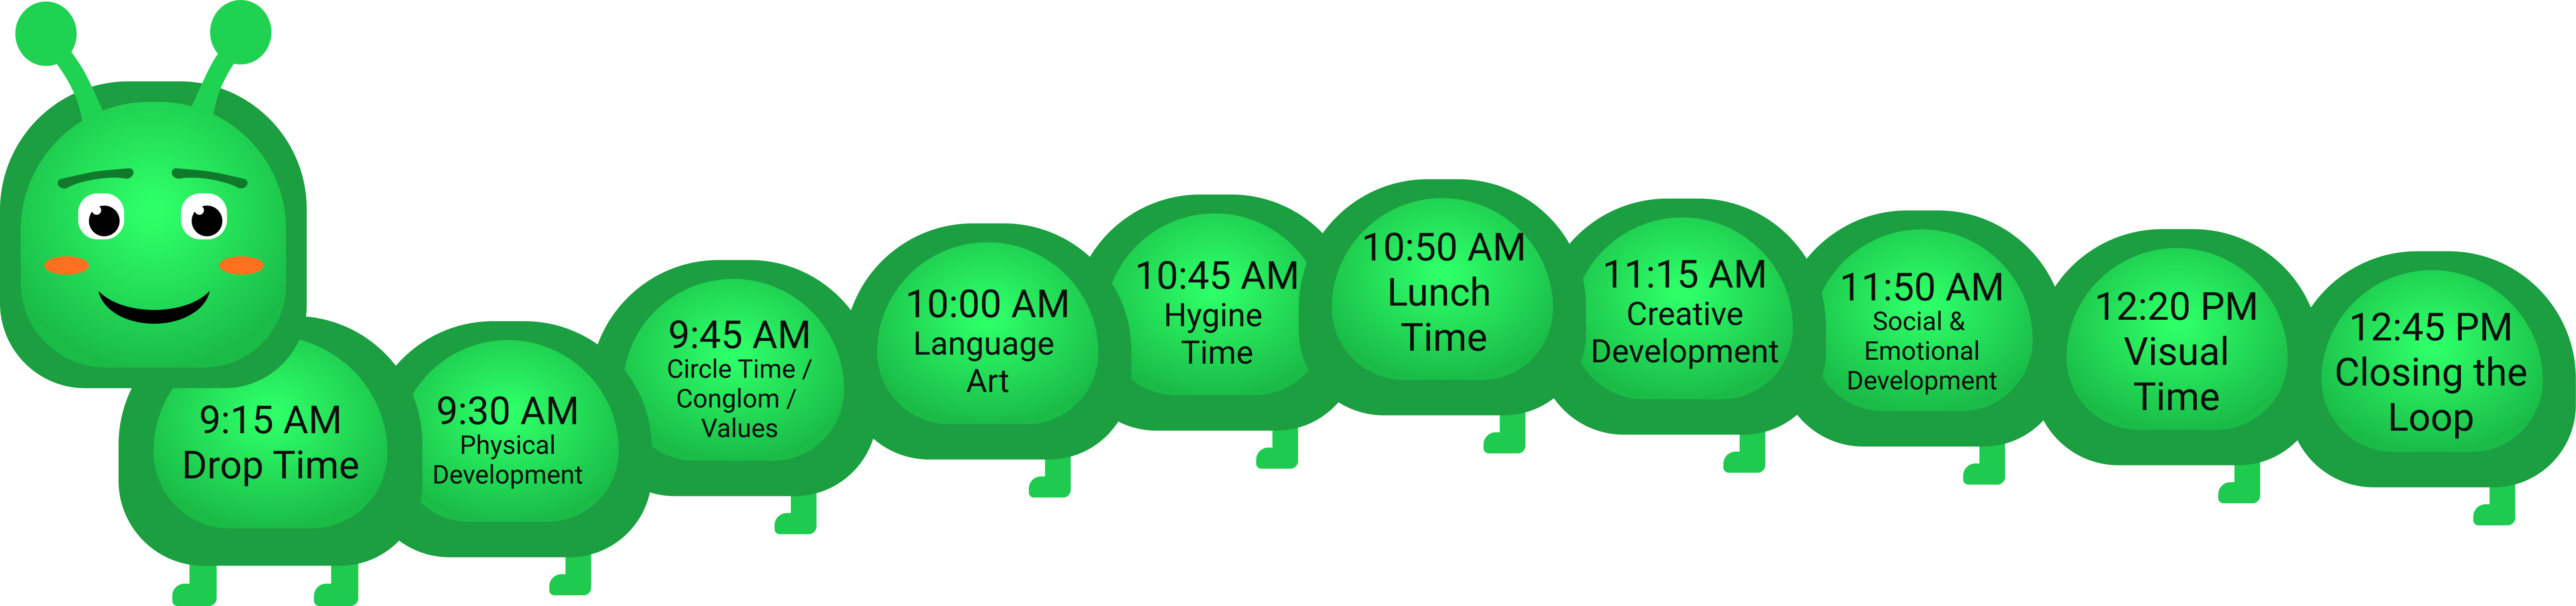 9:15 AM
Drop Time
9:30 AM
Physical
Development
9:45 AM
Circle Time /
Conglom /
Values
10:00 AM
Language
Art
10:45 AM
Hygine
Time
10:50 AM
Lunch
Time
11:15 AM
Creative
Development
11:50 AM
Social &
Emotional
Development
12:20 PM
Visual
Time
12:45 PM
Closing the
Loop